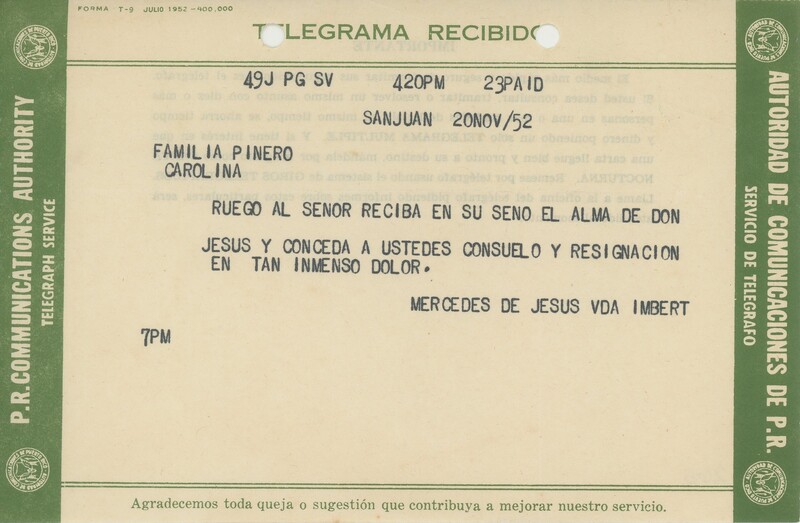 FORMA T-9 JULIO 1952-400,000
TELEGRAMA RECIBIDO
49J PG SV 420PM 23PAID
SANJUAN 20NOV/52
FAMILIA PINERO
CAROLINA
RUEGO AL SENOR RECIBA EN SU SENO EL ALMA DE DON
JESUS Y CONCEDA A USTEDES CONSUELO Y RESIGNACION
EN TAN INMENSO DOLOR.
MERCEDES DE JESUS VDA IMBERT
7PM
Agradecemos toda queja o sugestión que contribuya a mejorar nuestro servicio.
P.R. COMMUNICATIONS AUTHORITY
TELEGRAPH SERVICE
AUTORIDAD DE COMUNICACIONES DE P.R.
SERVICIO DE TELEGRAFO